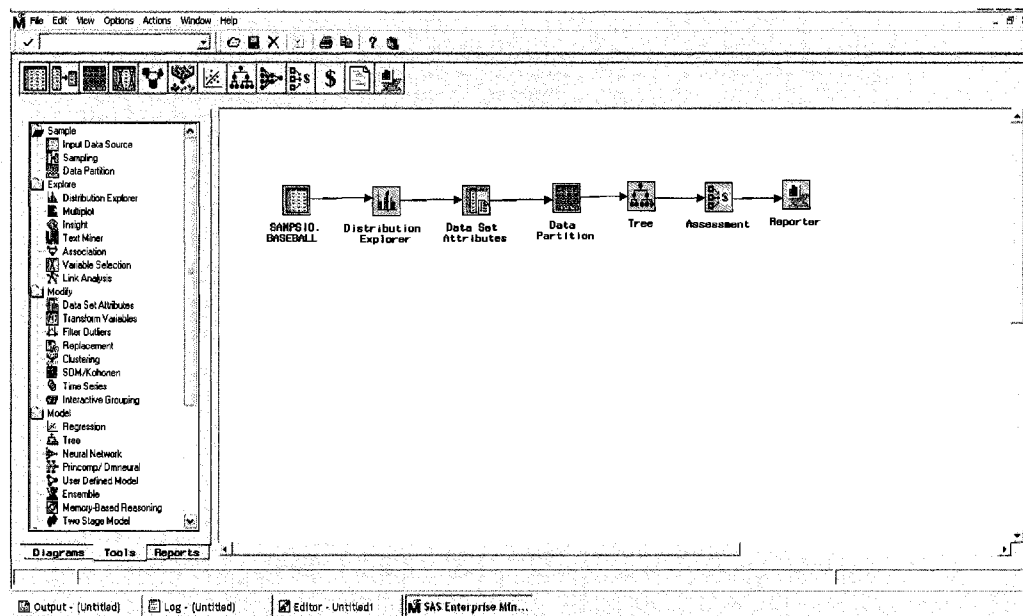 File Edit View Options Actions Window Help
Sample
Input Data Source
Sampling
Data Partition
Explore
Distribution Explorer
Multiplot
Insight
Text Miner
Association
Variable Selection
Link Analysis
Modify
Data Set Attributes
Transform Variables
Filter Outliers
Replacement
Clustering
SOM/Kohonen
Time Series
Interactive Grouping
Model
Regression
Tree
Neural Network
Princomp/ Dmneural
User Defined Model
Ensemble
Memory-Based Reasoning
Two Stage Model
SAMPSIO.
BASEBALL
Distribution
Explorer
Data Set
Attributes
Data
Partition
Tree
Assessment
Reporter
Diagrams Tools Reports
Output - (Untitled) Log - (Untitled) Editor - Untitled1 SAS Enterprise Min...